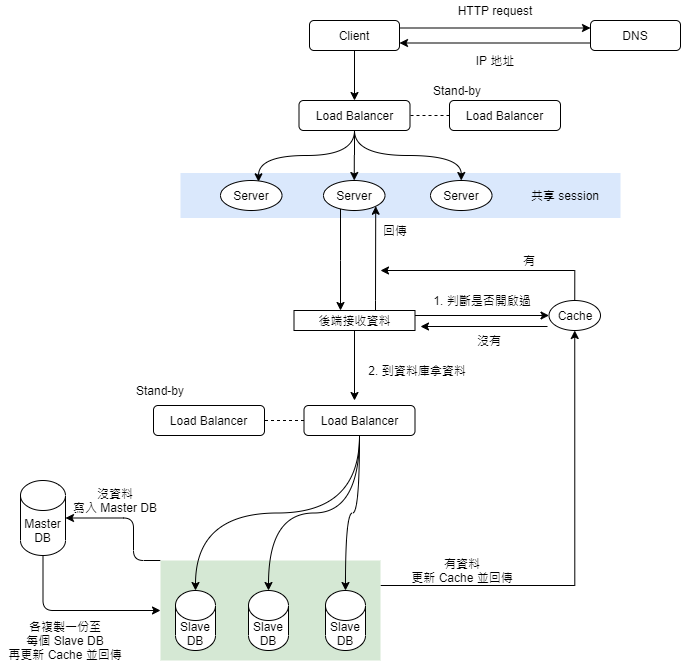 HTTP request
Client
DNS
IP 地址
Stand-by
Load Balancer
Load Balancer
Server
Server
Server
共享 session
回傳
有
1. 判斷是否開啟過
後端接收資料
Cache
沒有
2. 到資料庫拿資料
Stand-by
Load Balancer
Load Balancer
沒資料
寫入 Master DB
Master
DB
有資料
更新 Cache 並回傳
Slave
DB
Slave
DB
Slave
DB
各複製一份至
每個 Slave DB
再更新 Cache 並回傳